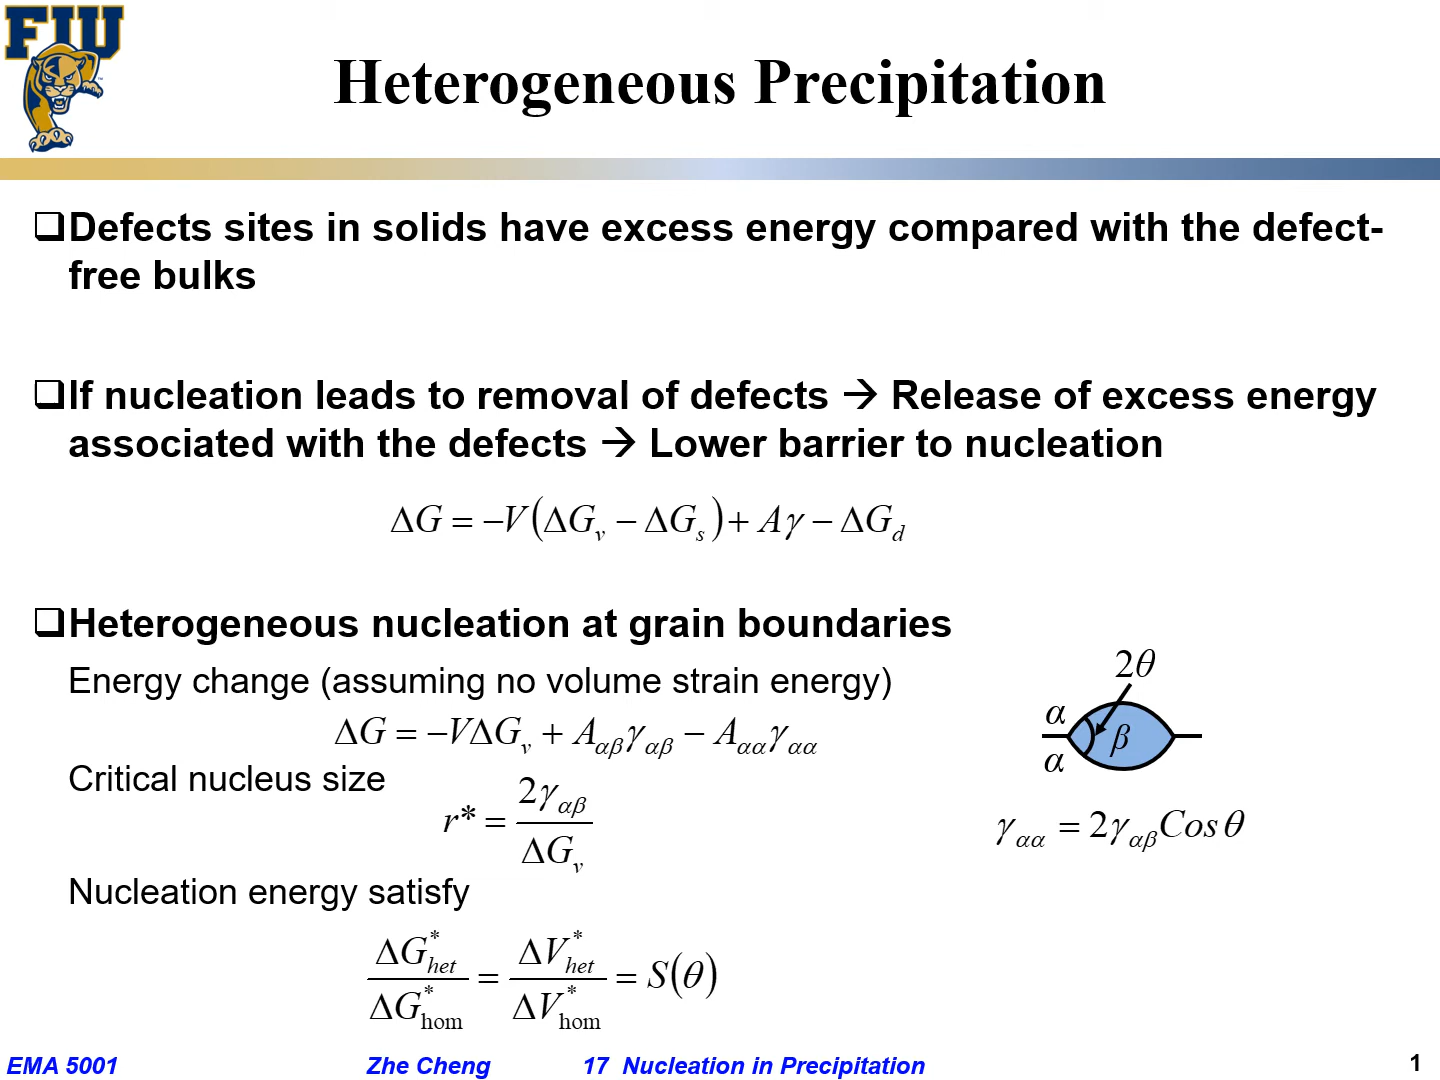 FIU
Heterogeneous Precipitation
❑Defects sites in solids have excess energy compared with the defect-
free bulks
❑If nucleation leads to removal of defects → Release of excess energy
associated with the defects → Lower barrier to nucleation
ΔG = −V(ΔG_v − ΔG_s) + Aγ − ΔG_d
❑Heterogeneous nucleation at grain boundaries
Energy change (assuming no volume strain energy)
ΔG = −VΔG_v + A_αβ γ_αβ − A_αα γ_αα
Critical nucleus size
r* = 2γ_αβ / ΔG_v
Nucleation energy satisfy
ΔG*_het / ΔG*_hom = ΔV*_het / ΔV*_hom = S(θ)
2θ
α
β
α
γ_αα = 2γ_αβ Cos θ
EMA 5001 Zhe Cheng 17 Nucleation in Precipitation 1